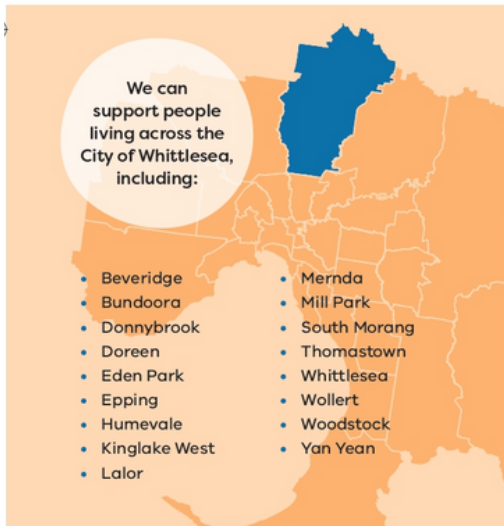 We can
support people
living across the
City of Whittlesea,
including:
• Beveridge
• Bundoora
• Donnybrook
• Doreen
• Eden Park
• Epping
• Humevale
• Kinglake West
• Lalor
• Mernda
• Mill Park
• South Morang
• Thomastown
• Whittlesea
• Wollert
• Woodstock
• Yan Yean